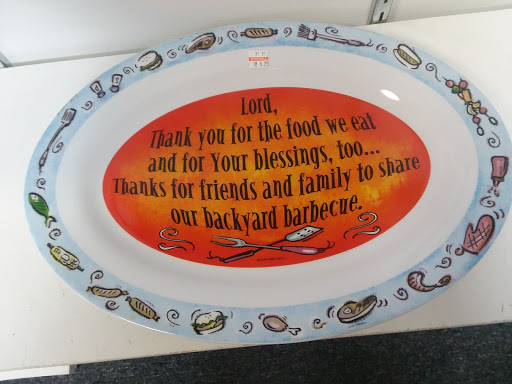 Lord,
Thank you for the food we eat
and for Your blessings, too...
Thanks for friends and family to share
our backyard barbecue.